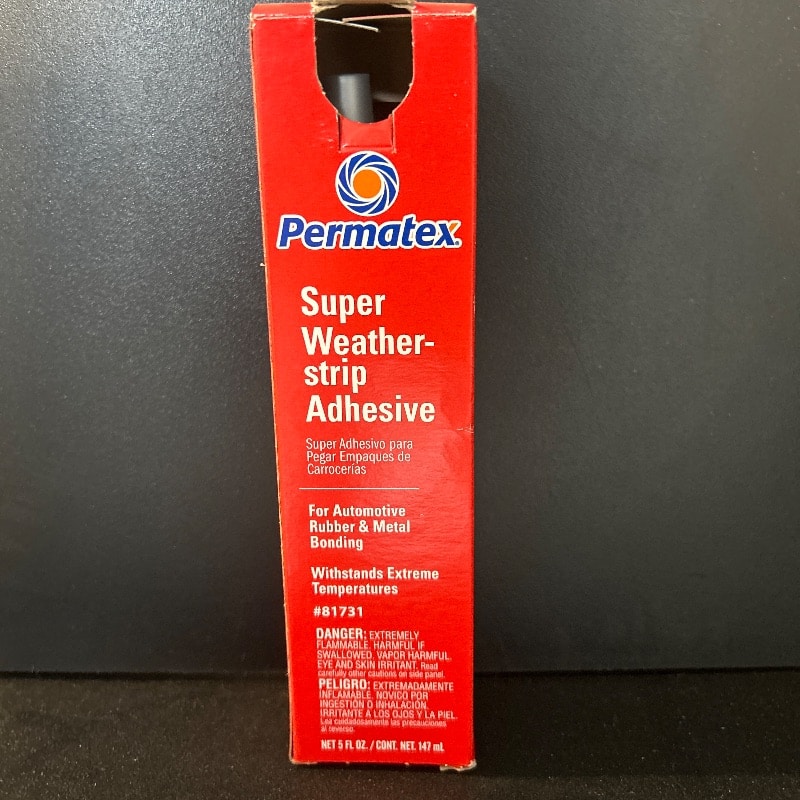 Permatex.
Super
Weather-
strip
Adhesive
Super Adhesivo para
Pegar Empaques de
Carrocerías
For Automotive
Rubber & Metal
Bonding
Withstands Extreme
Temperatures
#81731
DANGER: EXTREMELY
FLAMMABLE. HARMFUL IF
SWALLOWED. VAPOR HARMFUL.
EYE AND SKIN IRRITANT. Read
carefully other cautions on side panel.
PELIGRO: EXTREMADAMENTE
INFLAMABLE. NOVICO POR
INGESTION O INHALACIÓN.
IRRITANTE A LOS OJOS Y LA PIEL.
Lea cuidadosamente las precauciones
al reverso.
NET 5 FL OZ. / CONT. NET. 147 mL